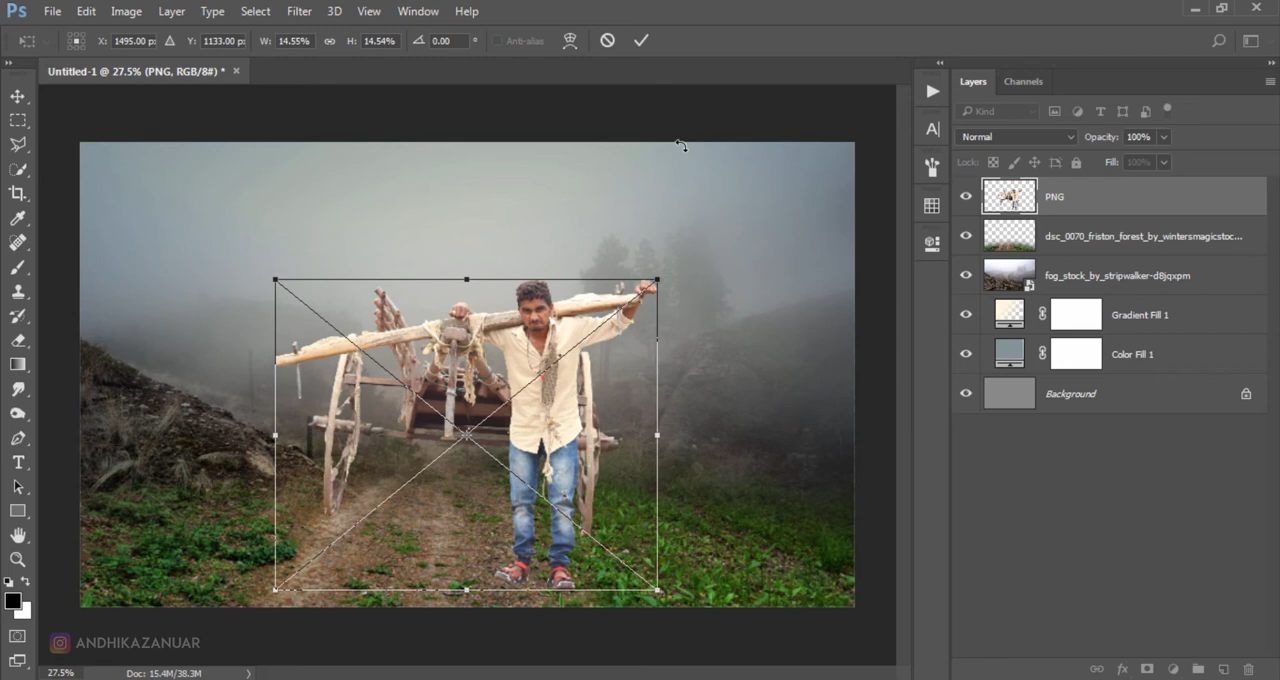 Ps File Edit Image Layer Type Select Filter 3D View Window Help
X: 1495.00 p: Y: 1133.00 p: W: 14.55% H: 14.54% 0.00 ° Anti-alias
Untitled-1 @ 27.5% (PNG, RGB/8#) * ×
Layers Channels
Kind
Normal Opacity: 100%
Lock: Fill: 100%
PNG
dsc_0070_friston_forest_by_wintersmagicstoc...
fog_stock_by_stripwalker-d8jqxpm
Gradient Fill 1
Color Fill 1
Background
ANDHIKAZANUAR
27.5% Doc: 15.4M/38.3M